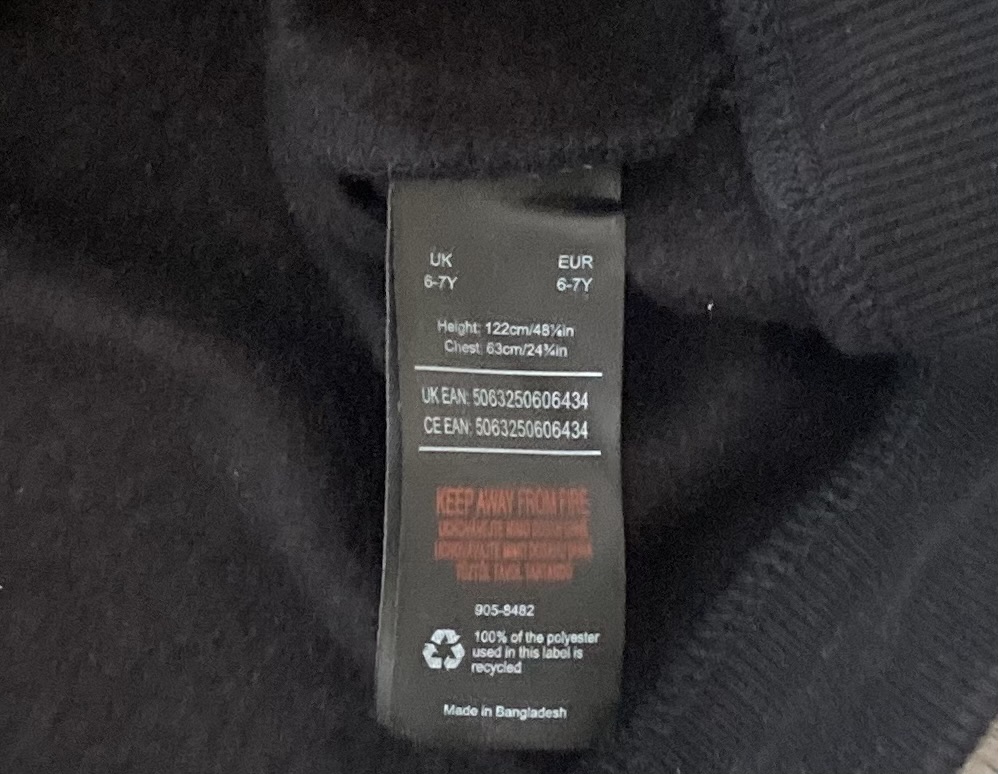 UK EUR
6-7Y 6-7Y
Height: 122cm/48¼in
Chest: 63cm/24¾in
UK EAN: 5063250606434
CE EAN: 5063250606434
KEEP AWAY FROM FIRE
905-8482
100% of the polyester
used in this label is
recycled
Made in Bangladesh